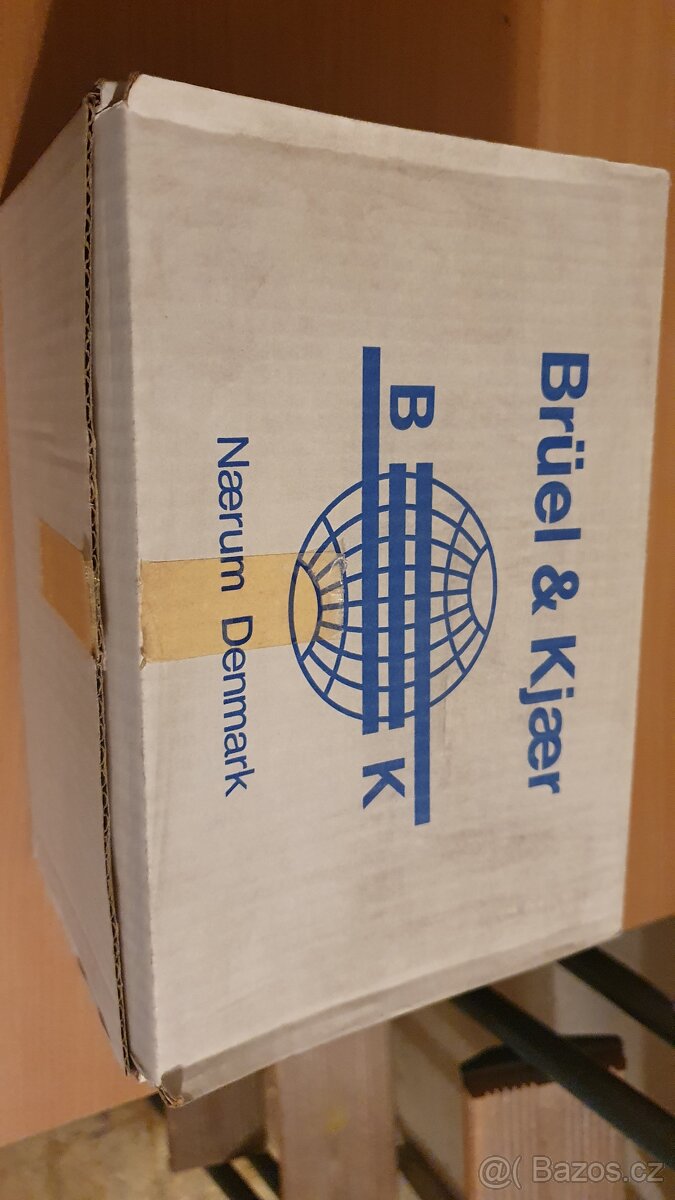 Brüel & Kjær
B K
Nærum Denmark
@( Bazos.cz